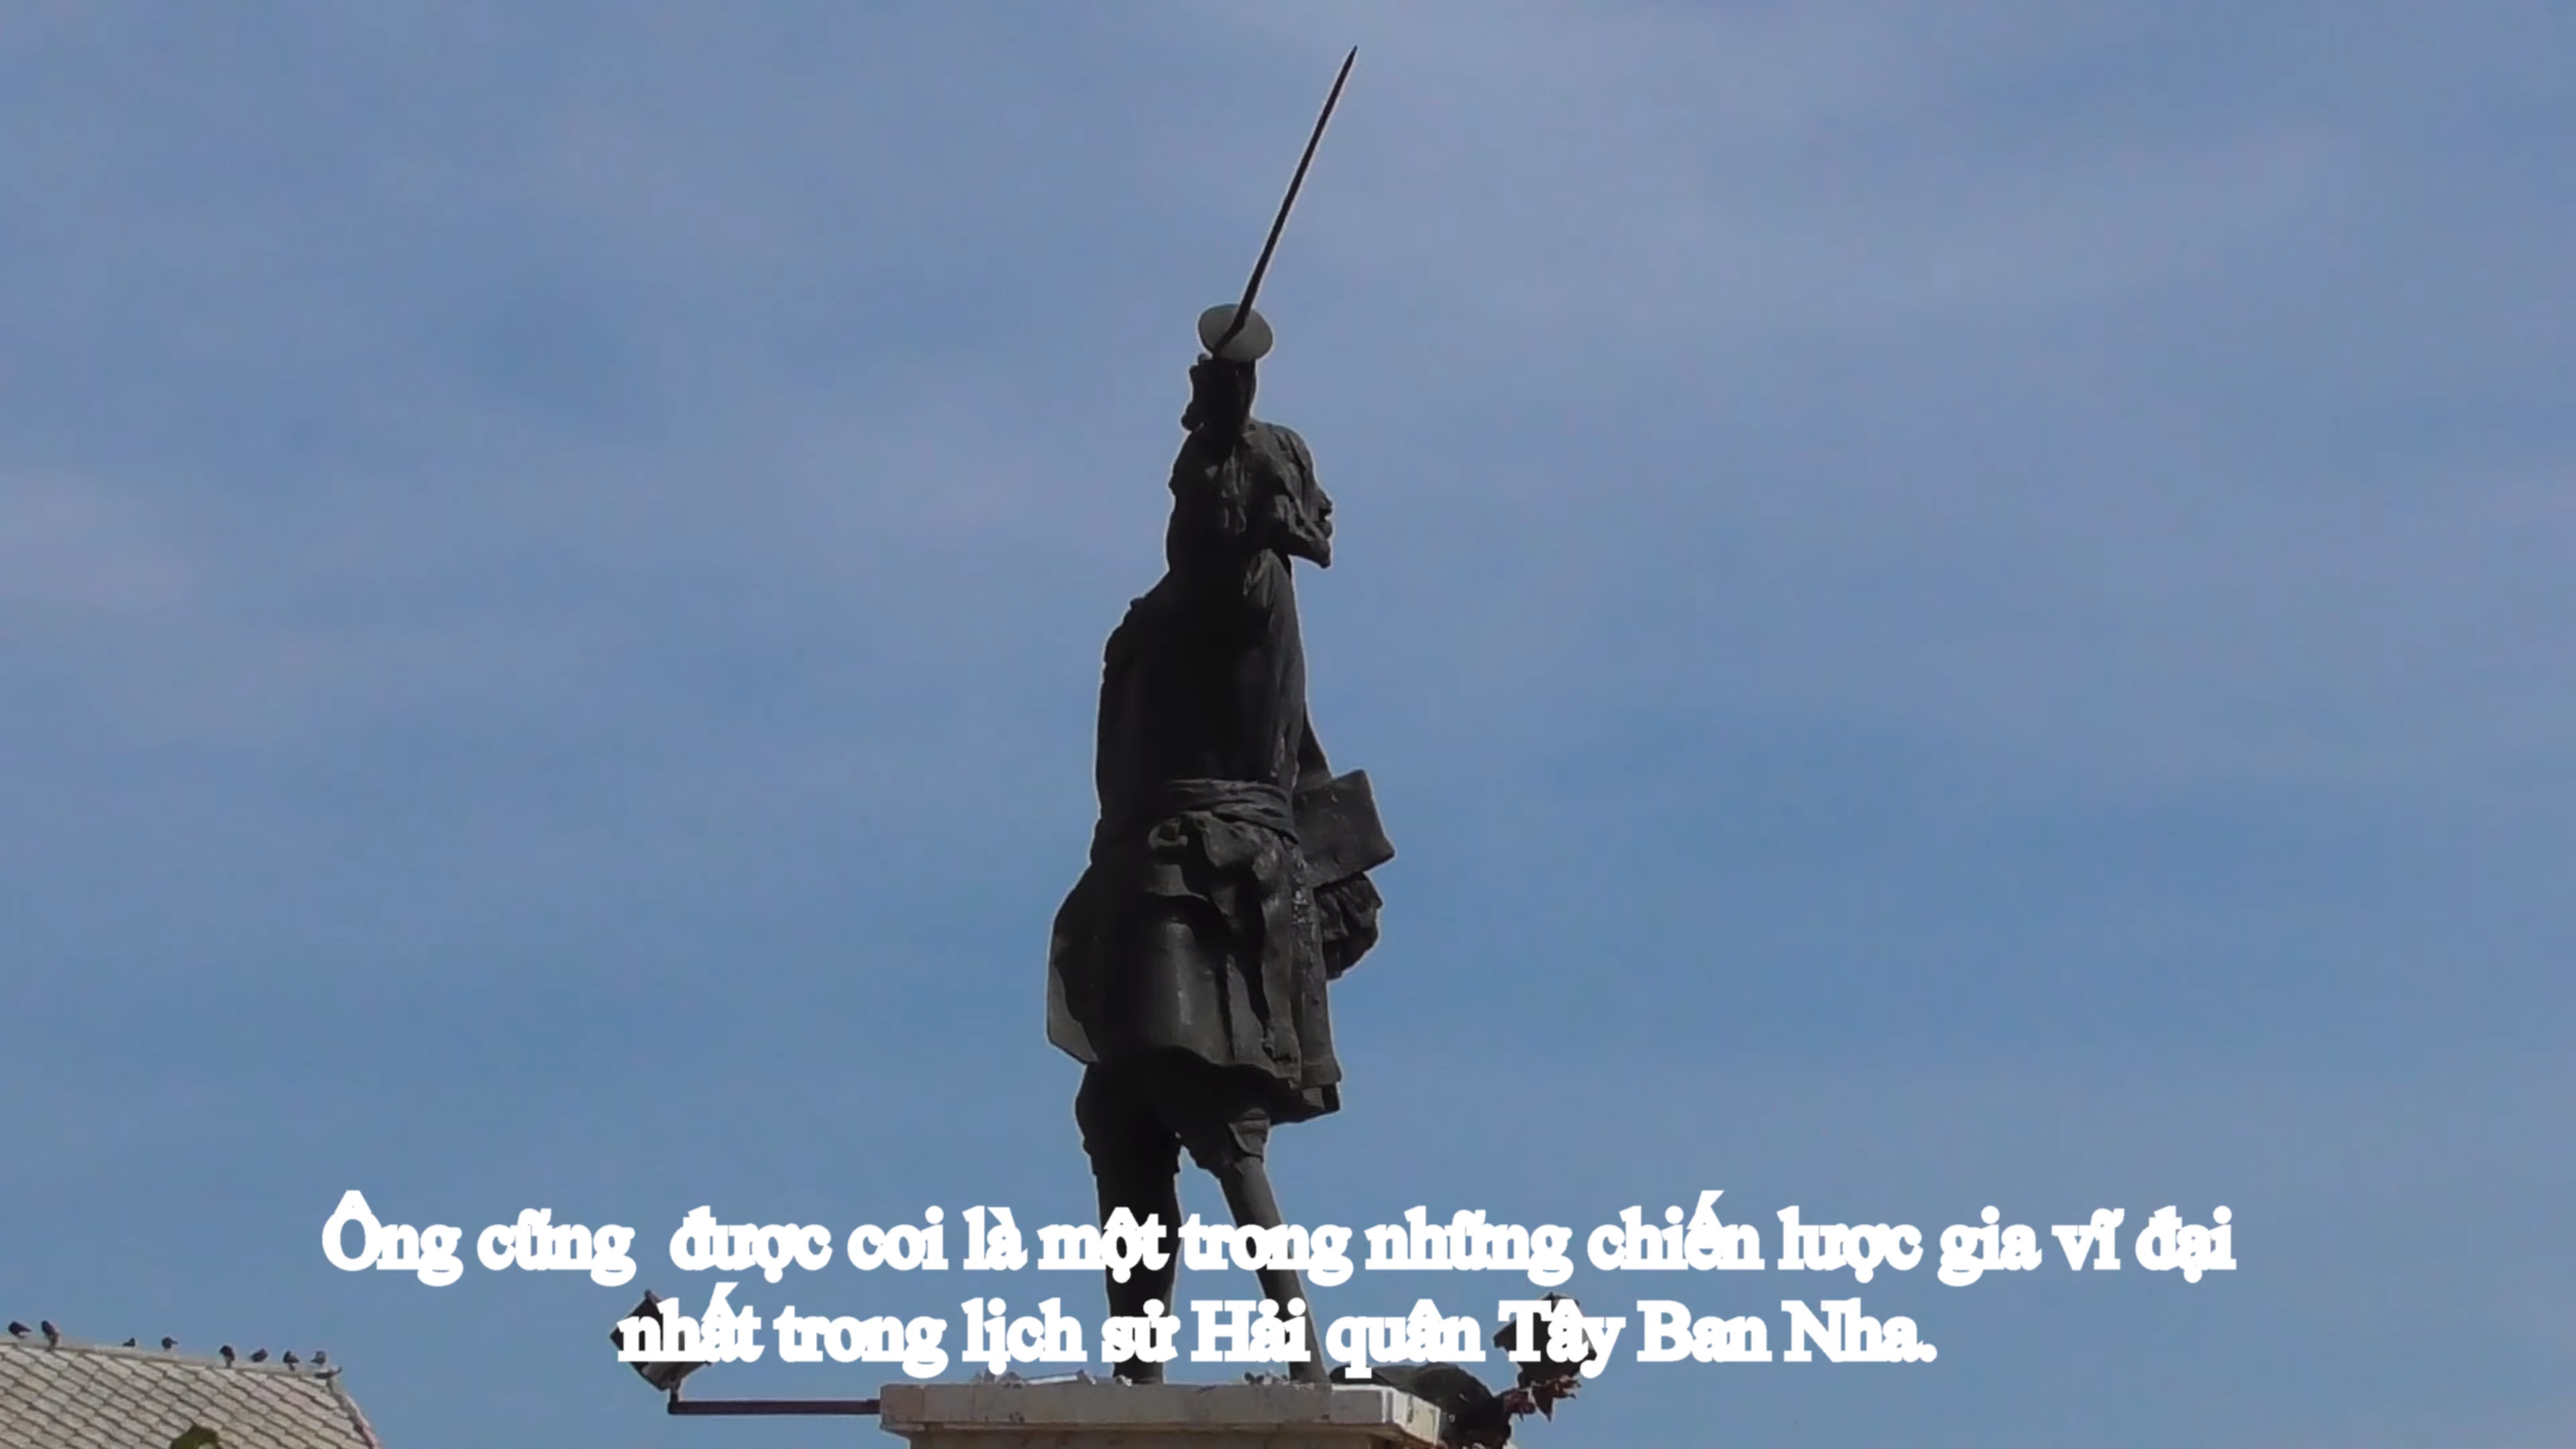 Ông cũng  được coi là một trong những chiến lược gia vĩ đại
nhất trong lịch sử Hải quân Tây Ban Nha.